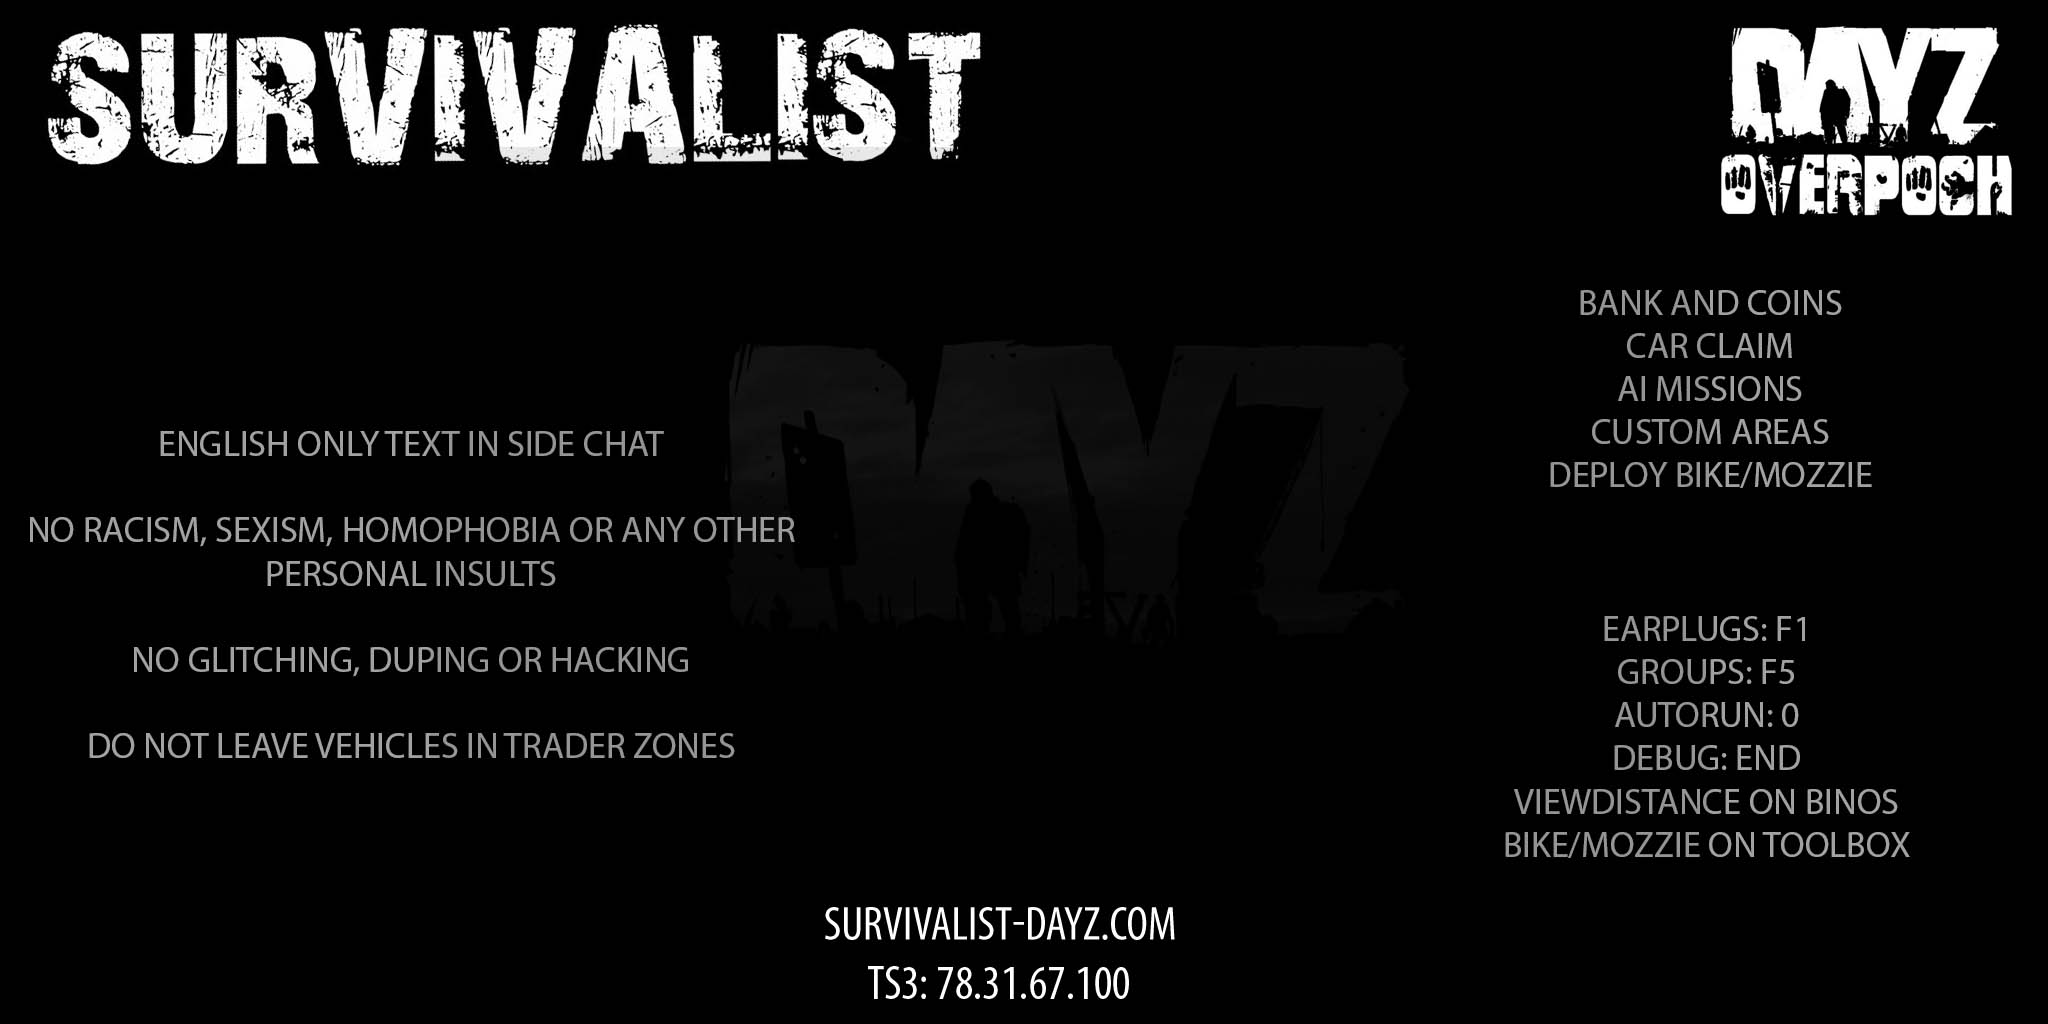 SURVIVALIST
DAYZ
OVERPOCH
BANK AND COINS
CAR CLAIM
AI MISSIONS
CUSTOM AREAS
DEPLOY BIKE/MOZZIE
DAYZ
ENGLISH ONLY TEXT IN SIDE CHAT
NO RACISM, SEXISM, HOMOPHOBIA OR ANY OTHER
PERSONAL INSULTS
NO GLITCHING, DUPING OR HACKING
DO NOT LEAVE VEHICLES IN TRADER ZONES
EARPLUGS: F1
GROUPS: F5
AUTORUN: 0
DEBUG: END
VIEWDISTANCE ON BINOS
BIKE/MOZZIE ON TOOLBOX
SURVIVALIST-DAYZ.COM
TS3: 78.31.67.100